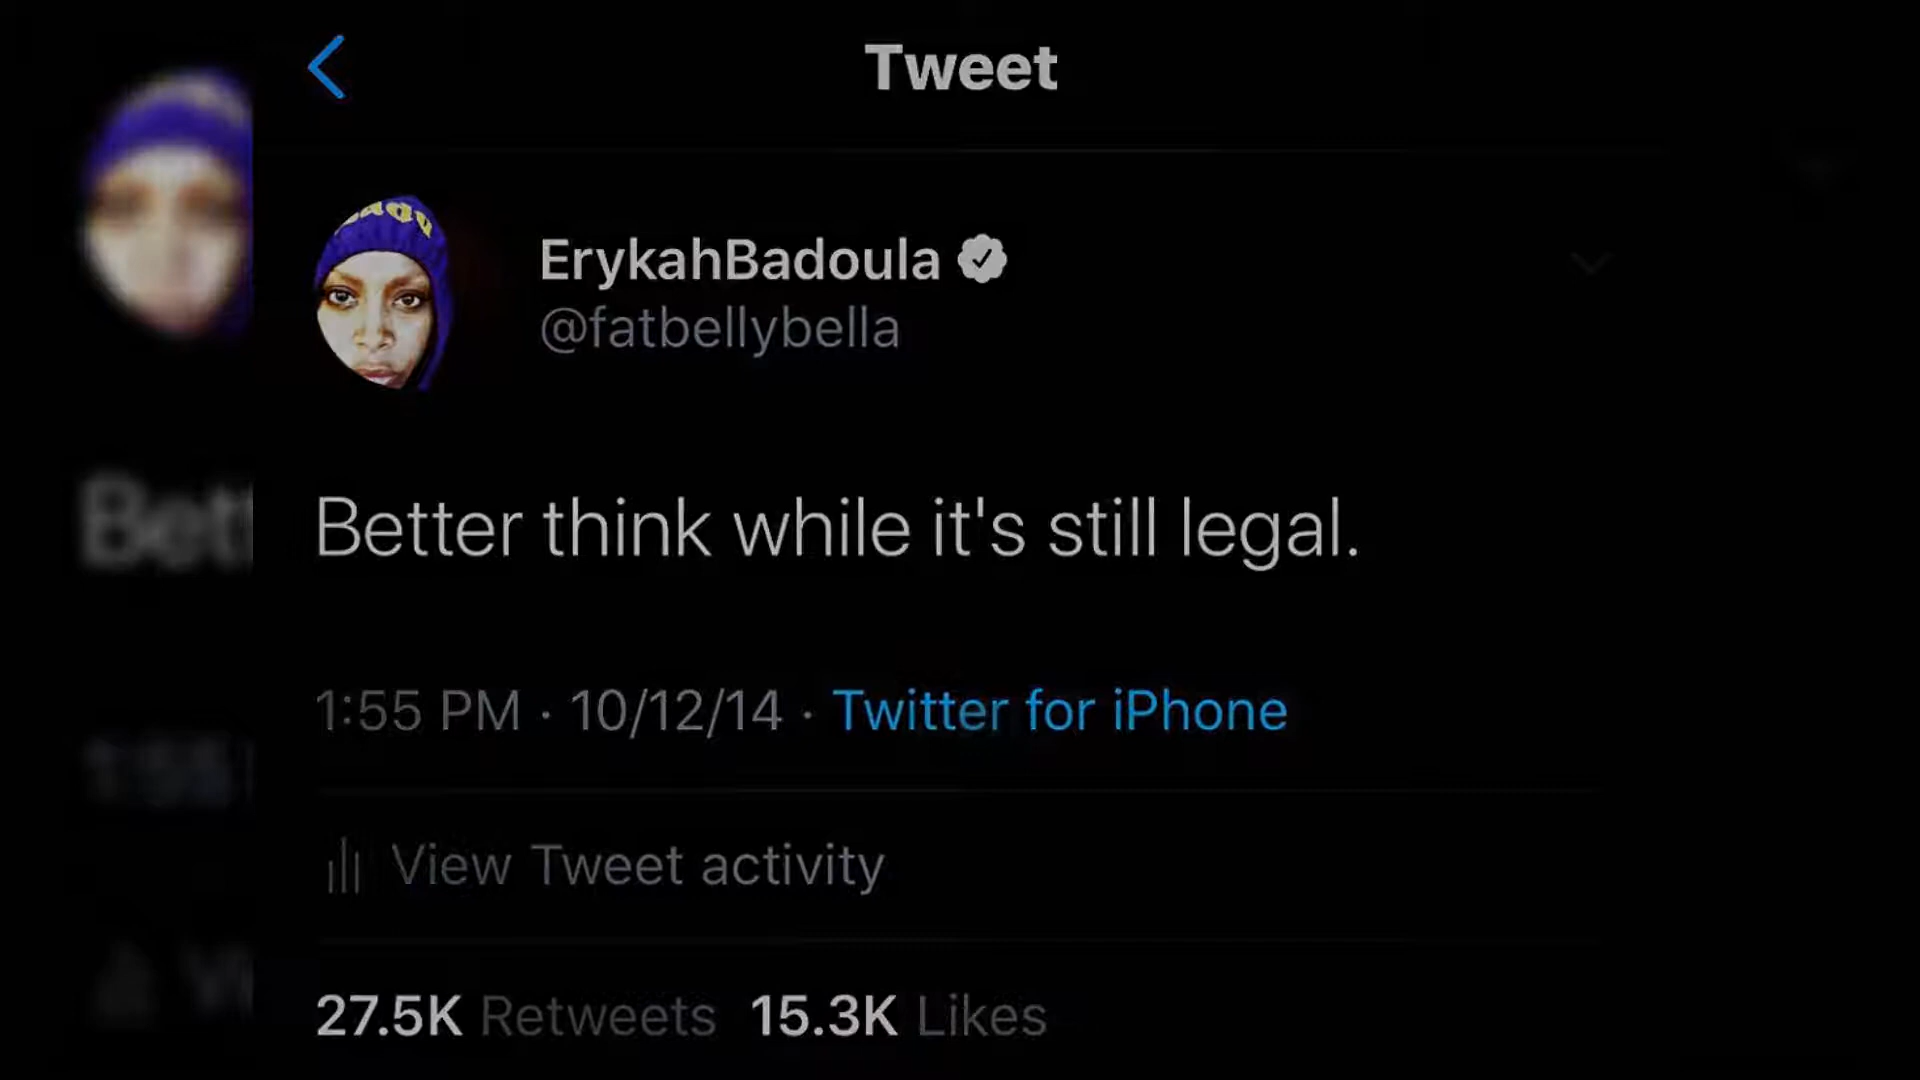 Tweet
ErykahBadoula
@fatbellybella
Better think while it's still legal.
1:55 PM · 10/12/14 · Twitter for iPhone
View Tweet activity
27.5K Retweets 15.3K Likes